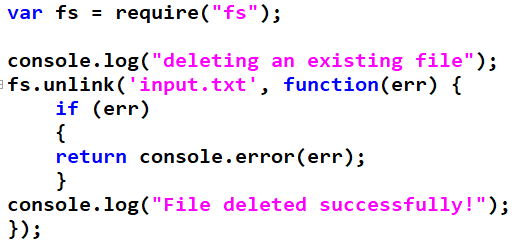 var fs = require("fs");

console.log("deleting an existing file");
fs.unlink('input.txt', function(err) {
    if (err)
    {
    return console.error(err);
    }
console.log("File deleted successfully!");
});